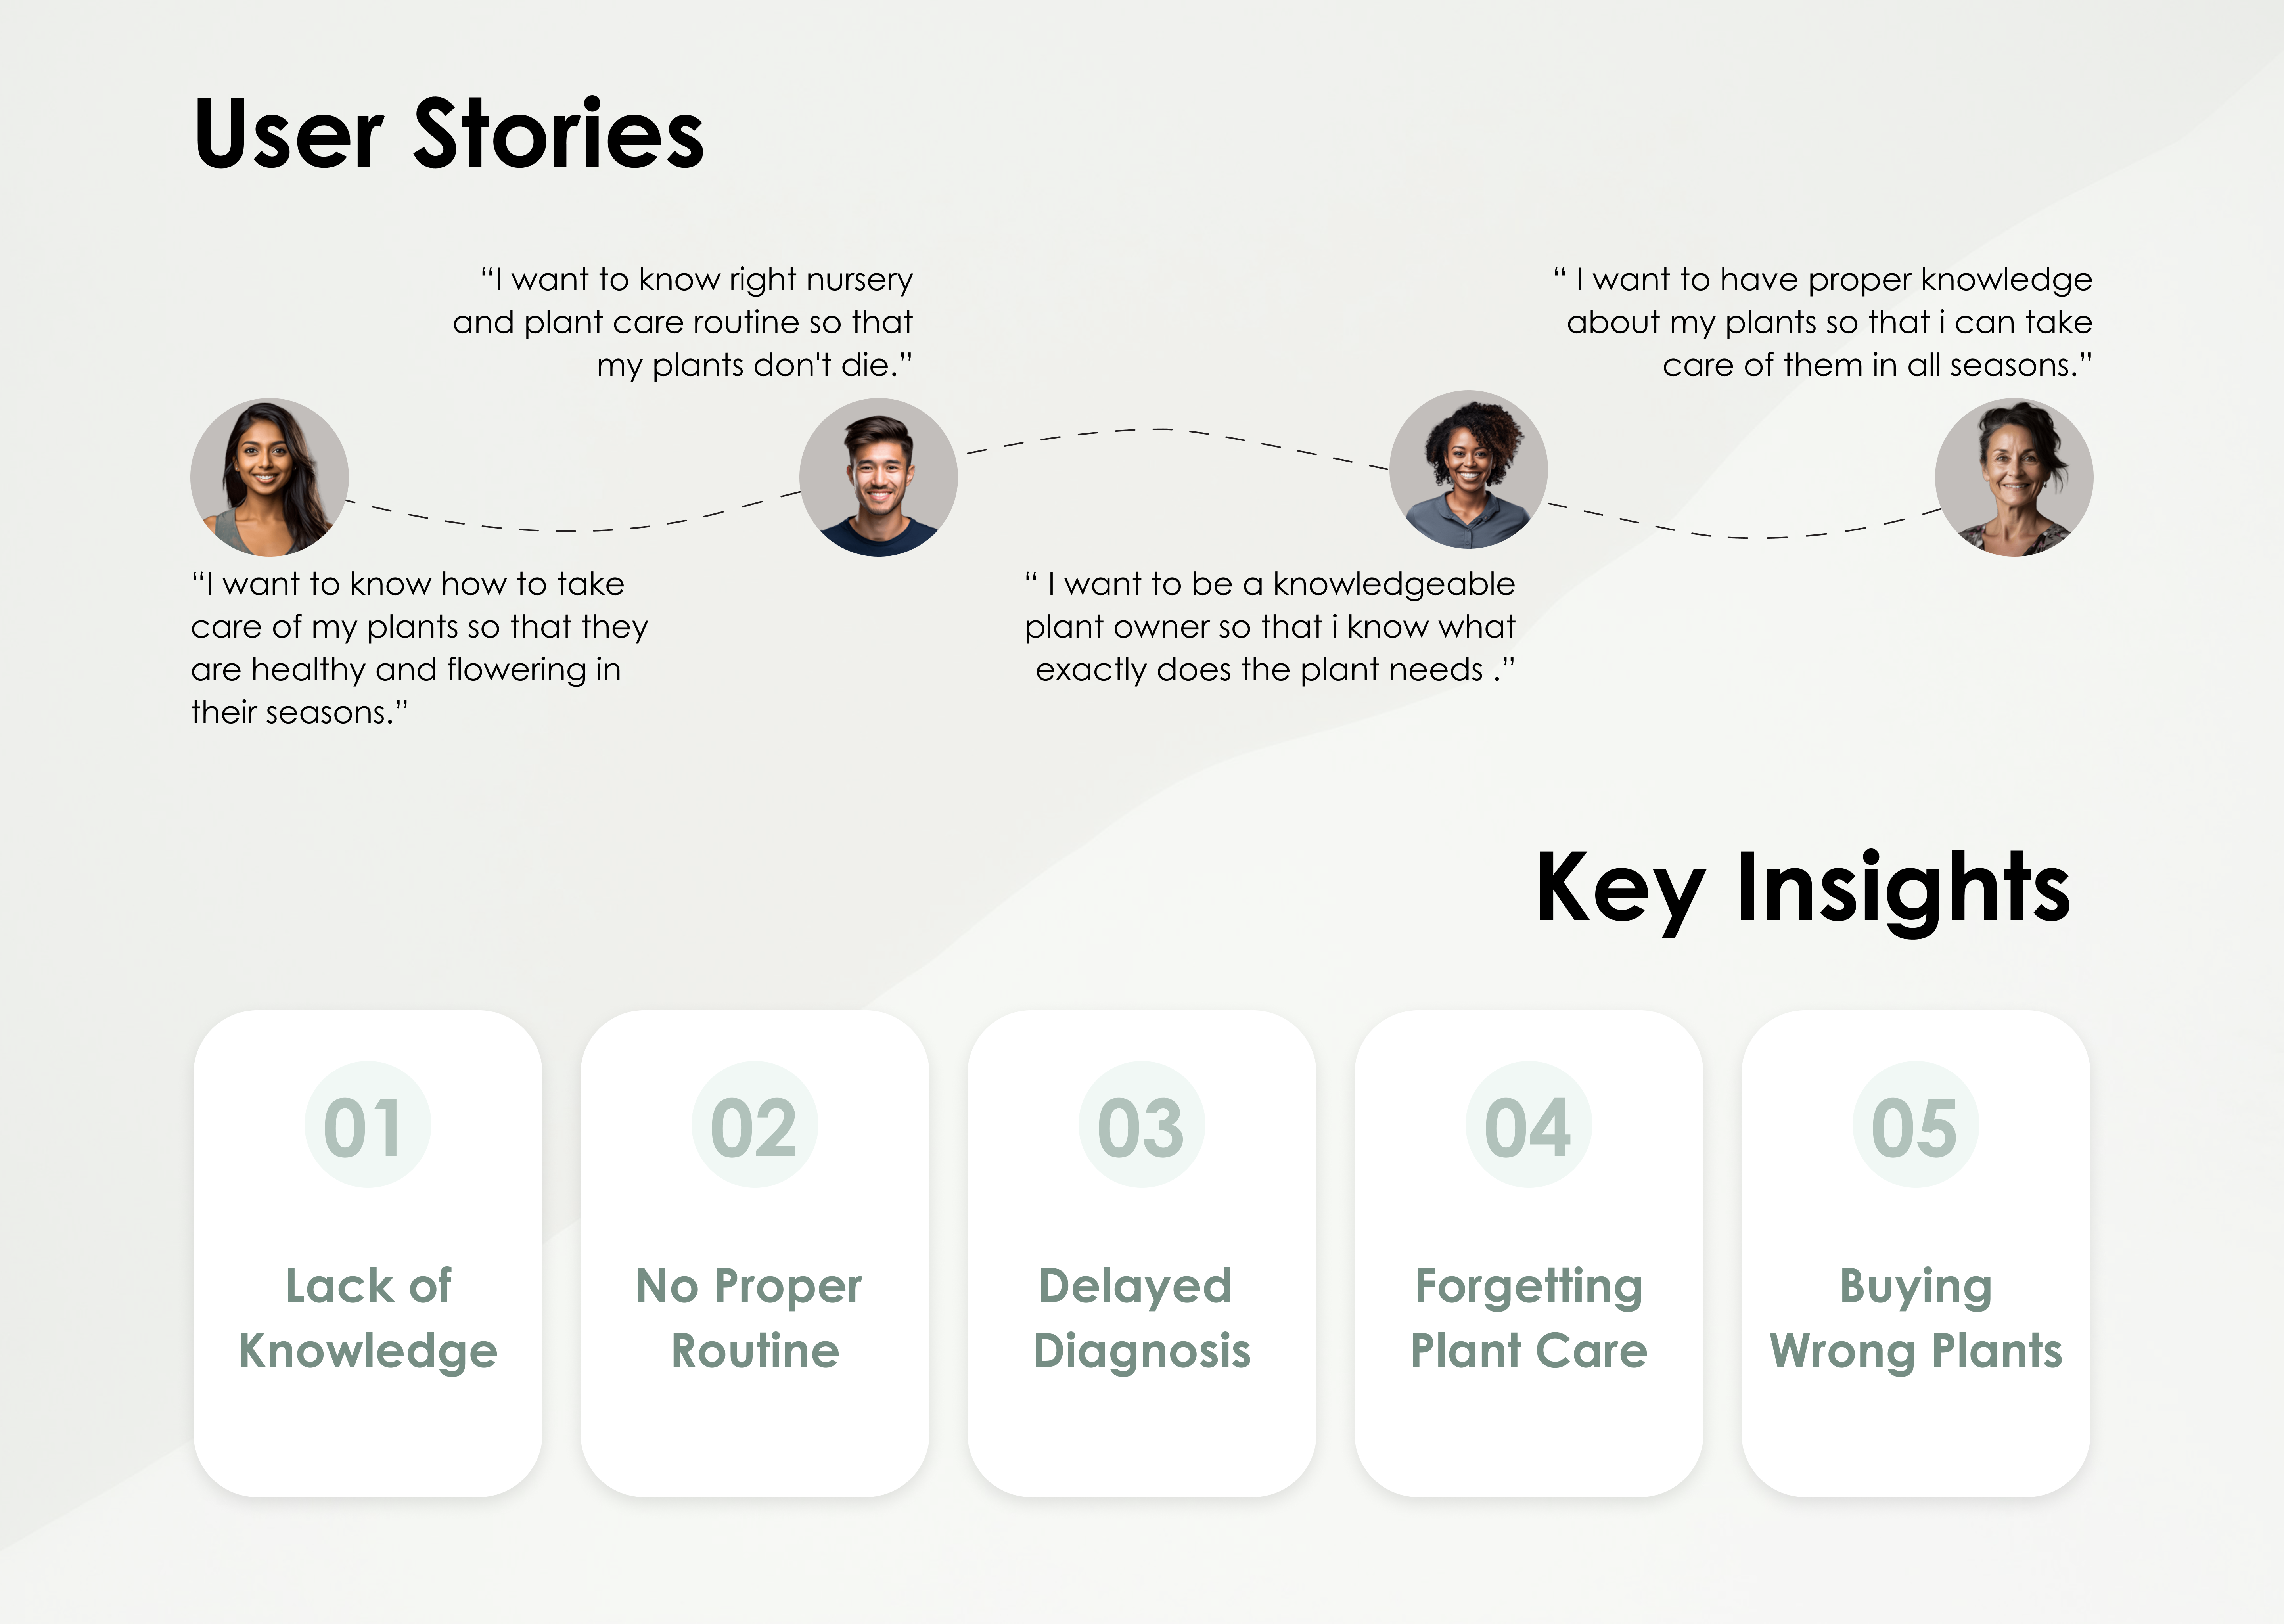 User Stories
“I want to know right nursery
and plant care routine so that
my plants don't die.”
“ I want to have proper knowledge
about my plants so that i can take
care of them in all seasons.”
“I want to know how to take
care of my plants so that they
are healthy and flowering in
their seasons.”
“ I want to be a knowledgeable
plant owner so that i know what
exactly does the plant needs .”
Key Insights
01
Lack of
Knowledge
02
No Proper
Routine
03
Delayed
Diagnosis
04
Forgetting
Plant Care
05
Buying
Wrong Plants